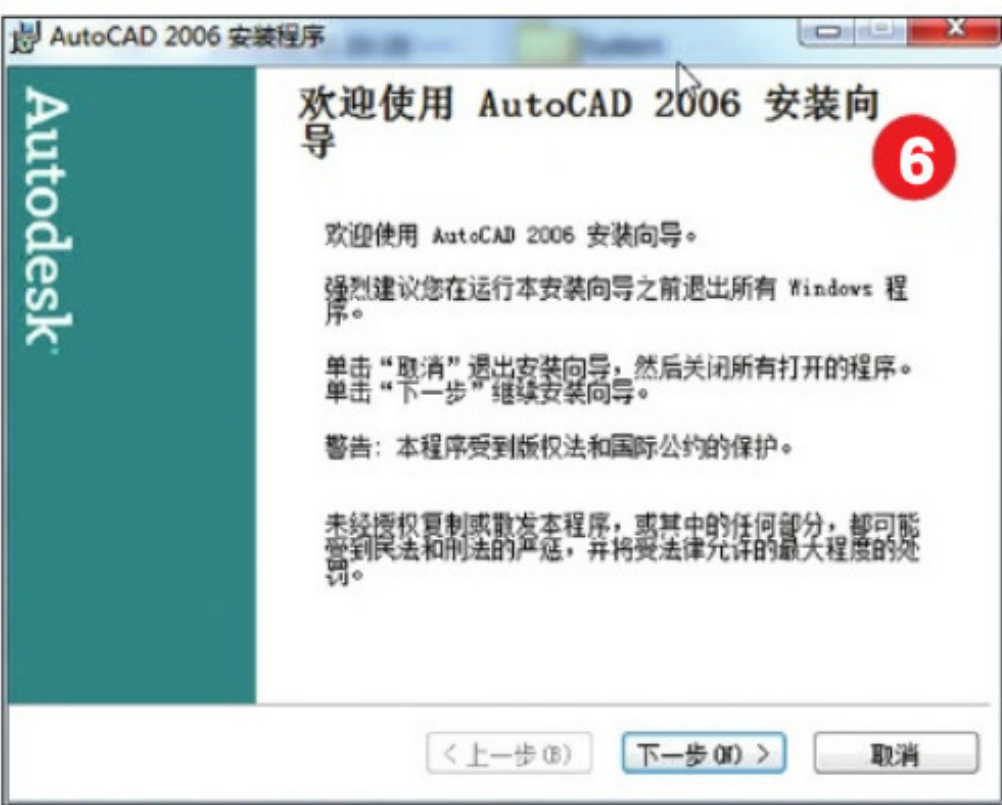 AutoCAD 2006 安装程序
Autodesk
欢迎使用 AutoCAD 2006 安装向
导
6
欢迎使用 AutoCAD 2006 安装向导。
强烈建议您在运行本安装向导之前退出所有 Windows 程
序。
单击“取消”退出安装向导，然后关闭所有打开的程序。
单击“下一步”继续安装向导。
警告: 本程序受到版权法和国际公约的保护。
未经授权复制或散发本程序，或其中的任何部分，都可能
受到民法和刑法的严惩，并将受法律允许的最大程度的处
罚。
< 上一步(B)
下一步(N) >
取消